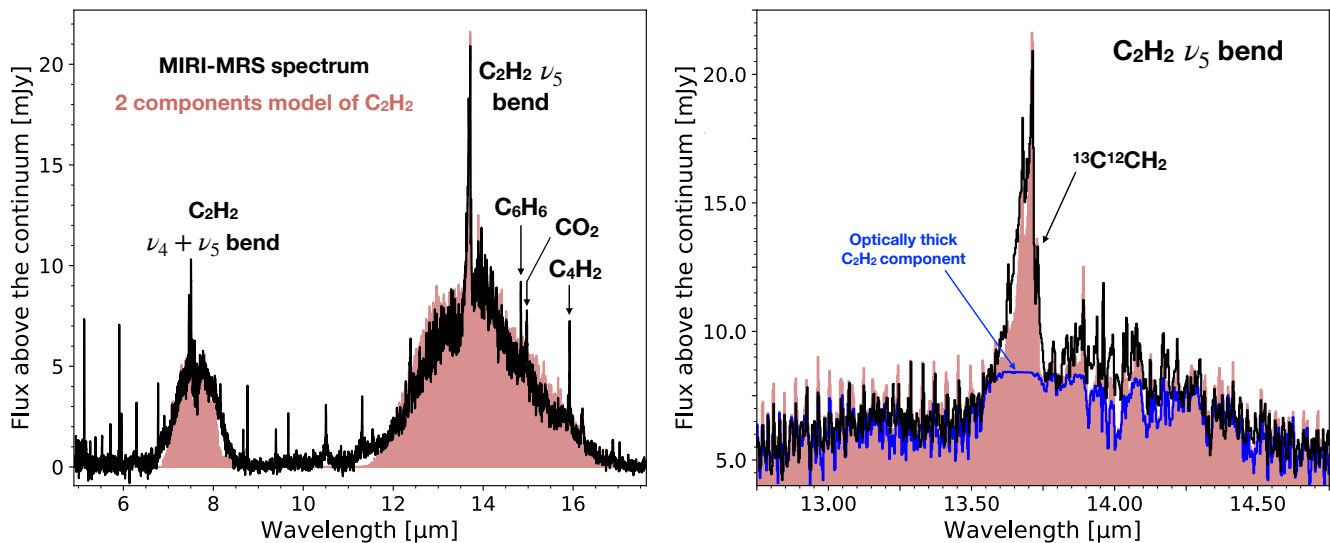 MIRI-MRS spectrum
2 components model of C₂H₂
C₂H₂ ν₅
bend
C₂H₂
ν₄ + ν₅ bend
C₆H₆
CO₂
C₄H₂
Flux above the continuum [mJy]
0
5
10
15
20
6
8
10
12
14
16
Wavelength [μm]
C₂H₂ ν₅ bend
¹³C¹²CH₂
Optically thick
C₂H₂ component
Flux above the continuum [mJy]
5.0
10.0
15.0
20.0
13.00
13.50
14.00
14.50
Wavelength [μm]